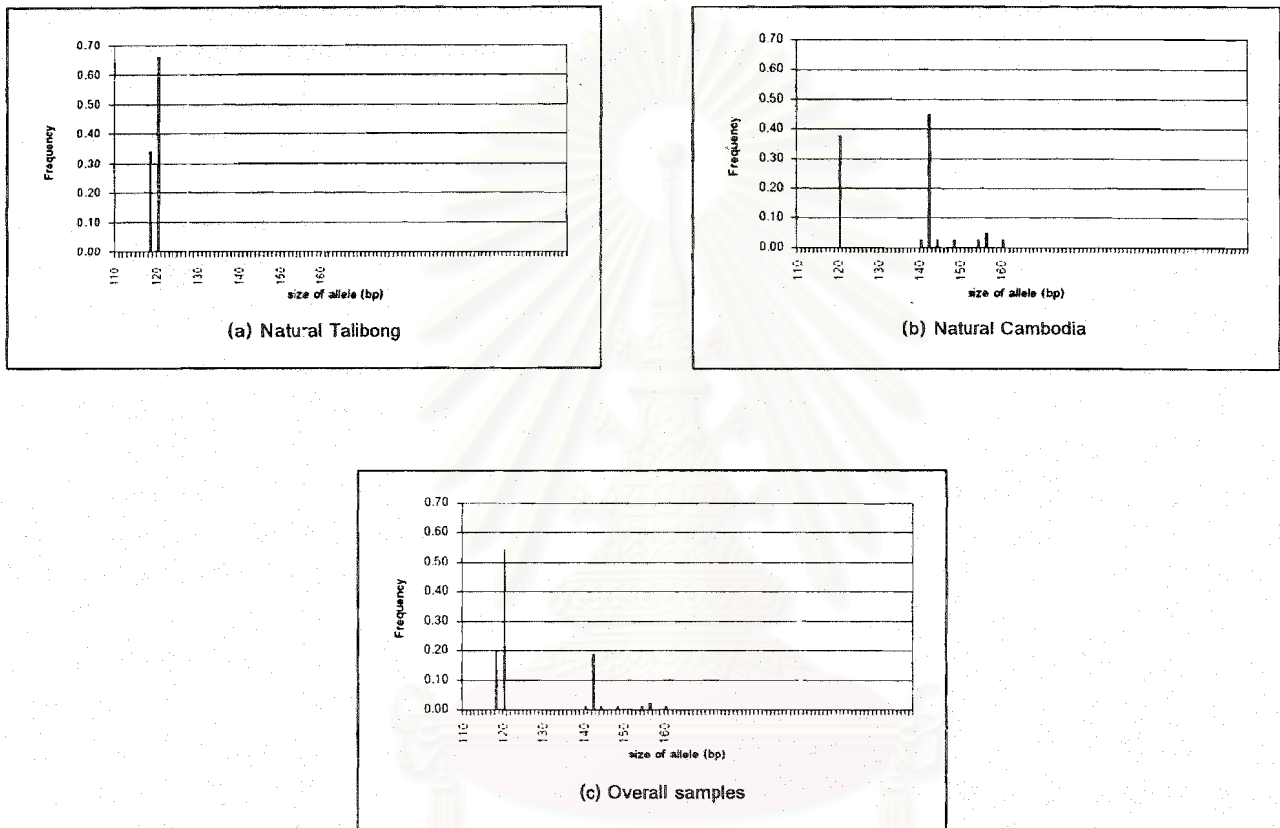 0.70
0.60
0.50
0.40
0.30
0.20
0.10
0.00
Frequency
110 120 130 140 150 160
size of allele (bp)
(a) Natural Talibong
0.70
0.60
0.50
0.40
0.30
0.20
0.10
0.00
Frequency
110 120 130 140 150 160
size of allele (bp)
(b) Natural Cambodia
0.70
0.60
0.50
0.40
0.30
0.20
0.10
0.00
Frequency
110 120 130 140 150 160
size of allele (bp)
(c) Overall samples